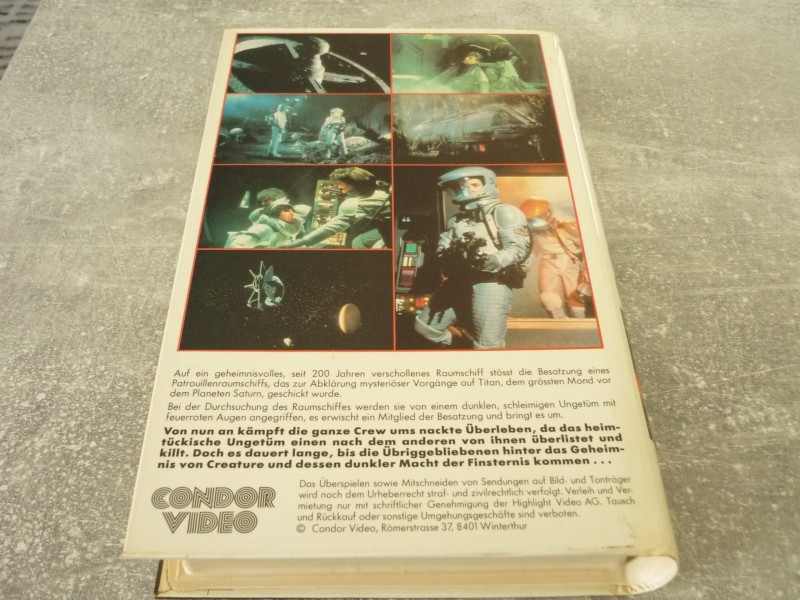 Auf ein geheimnisvolles, seit 200 Jahren verschollenes Raumschiff stösst die Besatzung eines
Patrouillenraumschiffs, das zur Abklärung mysteriöser Vorgänge auf Titan, dem grössten Mond vor
dem Planeten Saturn, geschickt wurde.
Bei der Durchsuchung des Raumschiffes werden sie von einem dunklen, schleimigen Ungetüm mit
feuerroten Augen angegriffen, es erwischt ein Mitglied der Besatzung und bringt es um.
Von nun an kämpft die ganze Crew ums nackte Überleben, da das heim-
tückische Ungetüm einen nach dem anderen von ihnen überlistet und
killt. Doch es dauert lange, bis die Übriggebliebenen hinter das Geheim-
nis von Creature und dessen dunkler Macht der Finsternis kommen . . .
CONDOR
VIDEO
Das Überspielen sowie Mitschneiden von Sendungen auf Bild- und Tonträger
wird nach dem Urheberrecht straf- und zivilrechtlich verfolgt. Verleih und Ver-
mietung nur mit schriftlicher Genehmigung der Highlight Video AG. Tausch
und Rückkauf oder sonstige Umgehungsgeschäfte sind verboten.
© Condor Video, Römerstrasse 37, 8401 Winterthur